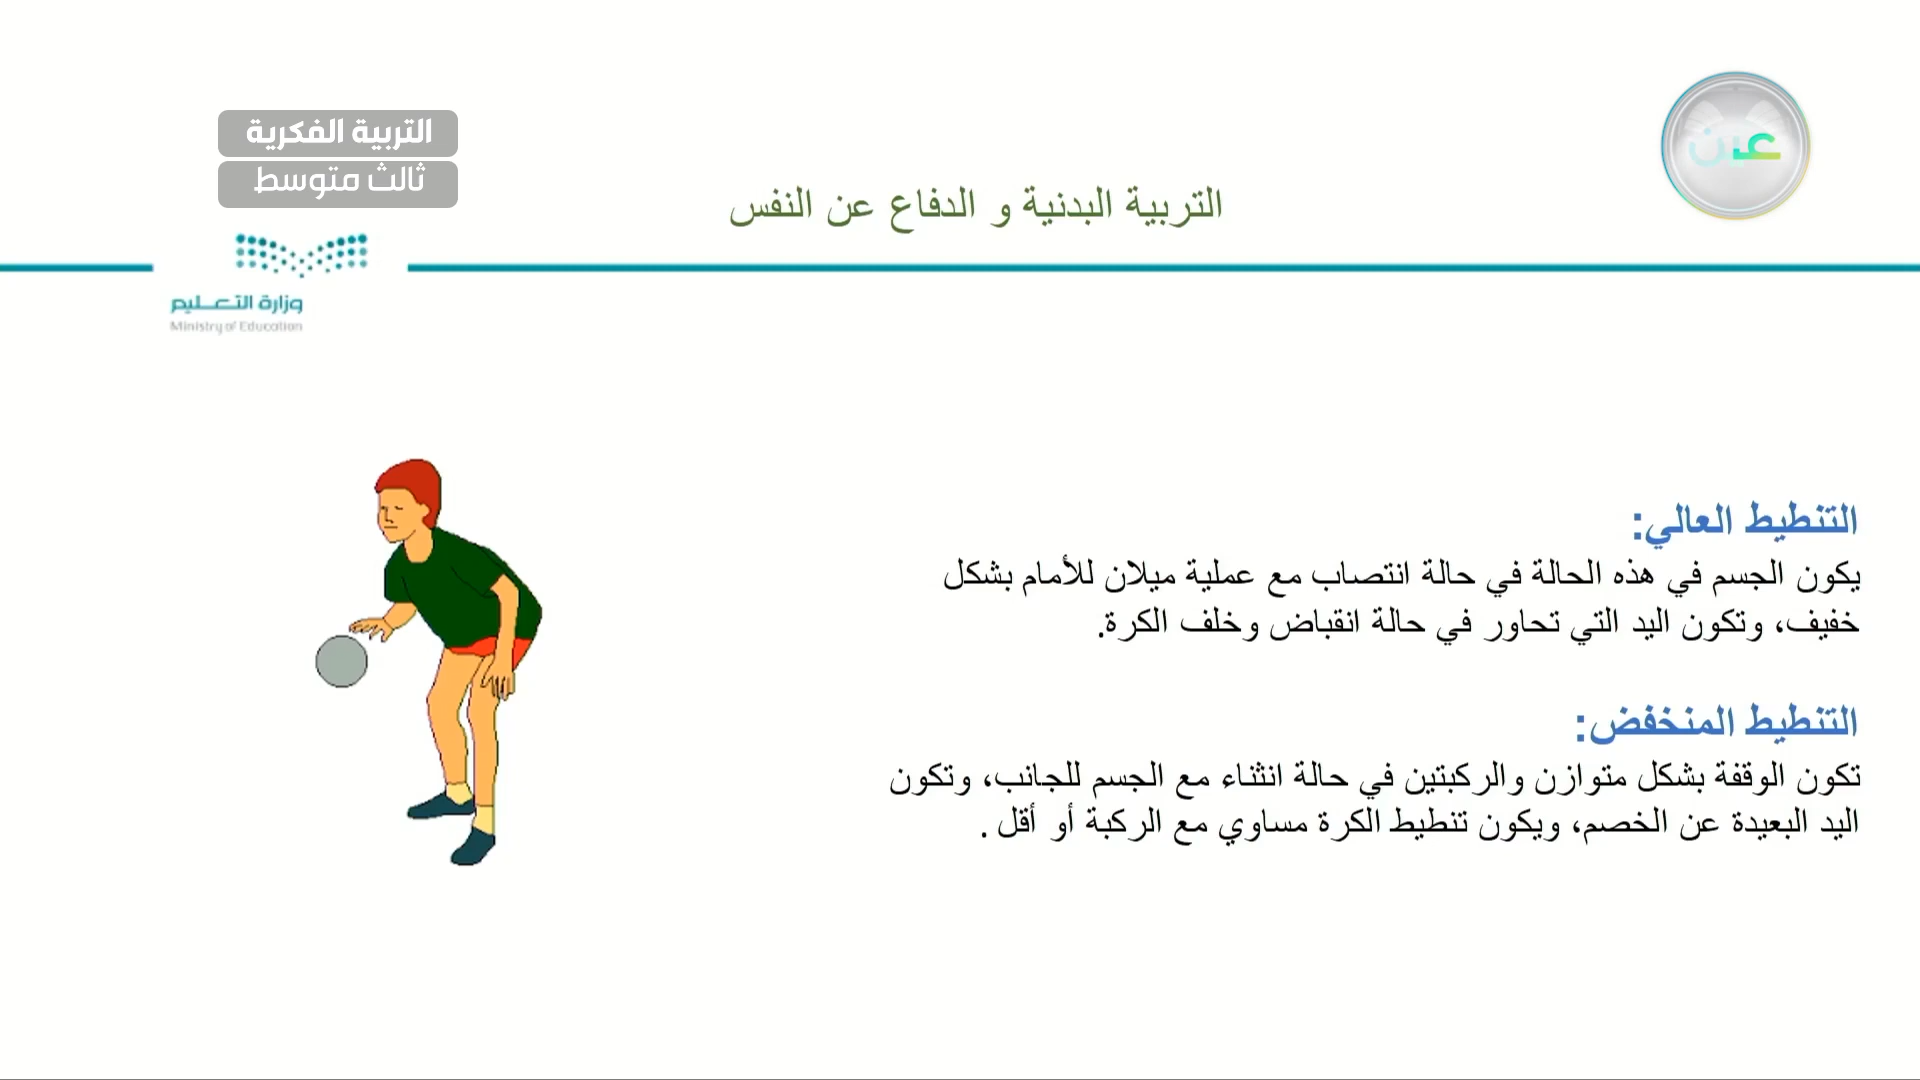 عين
التربية الفكرية
ثالث متوسط
التربية البدنية و الدفاع عن النفس
وزارة التعـليم
Ministry of Education
التنطيط العالي:
يكون الجسم في هذه الحالة في حالة انتصاب مع عملية ميلان للأمام بشكل
خفيف، وتكون اليد التي تحاور في حالة انقباض وخلف الكرة.
التنطيط المنخفض:
تكون الوقفة بشكل متوازن والركبتين في حالة انثناء مع الجسم للجانب، وتكون
اليد البعيدة عن الخصم، ويكون تنطيط الكرة مساوي مع الركبة أو أقل .